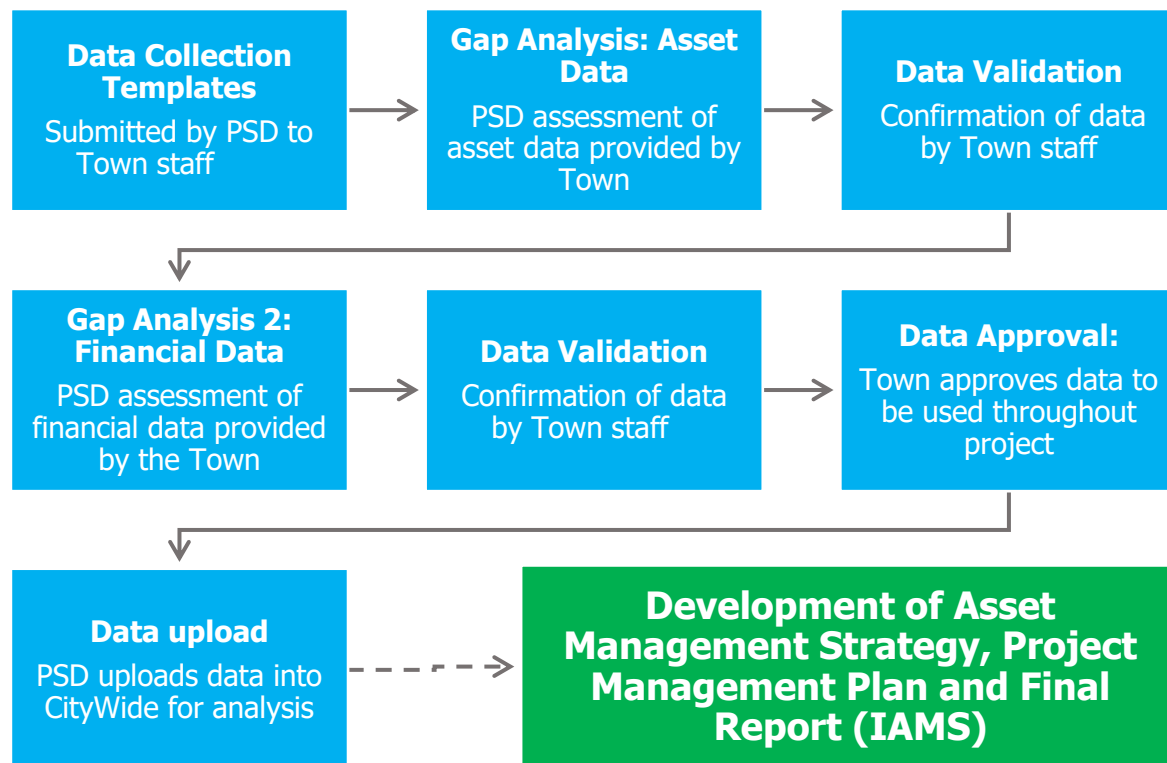 Data Collection
Templates
Submitted by PSD to
Town staff
Gap Analysis: Asset
Data
PSD assessment of
asset data provided by
Town
Data Validation
Confirmation of data
by Town staff
Gap Analysis 2:
Financial Data
PSD assessment of
financial data provided
by the Town
Data Validation
Confirmation of data
by Town staff
Data Approval:
Town approves data to
be used throughout
project
Data upload
PSD uploads data into
CityWide for analysis
Development of Asset
Management Strategy, Project
Management Plan and Final
Report (IAMS)